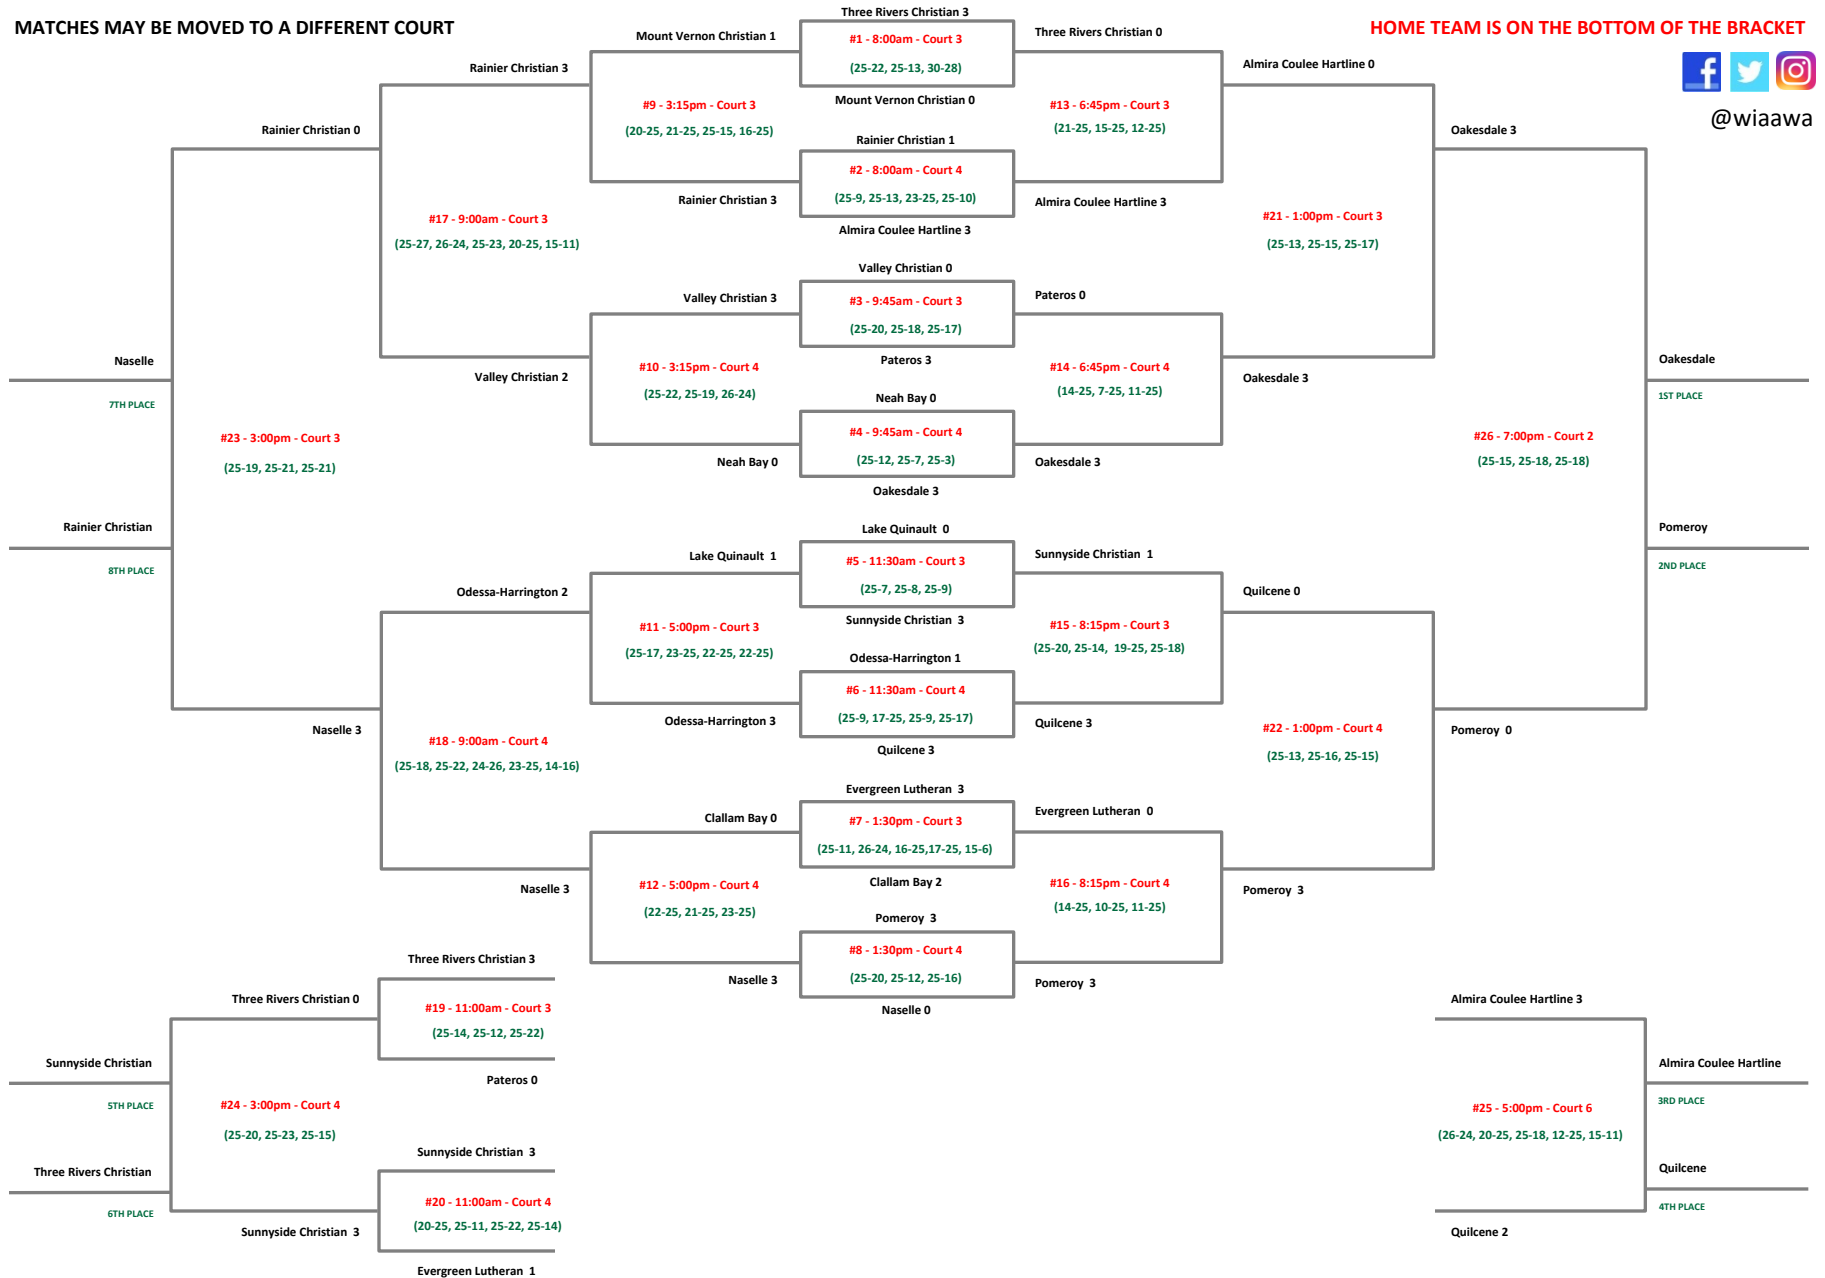 MATCHES MAY BE MOVED TO A DIFFERENT COURT
HOME TEAM IS ON THE BOTTOM OF THE BRACKET
@wiaawa
Three Rivers Christian 3
#1 - 8:00am - Court 3
(25-22, 25-13, 30-28)
Mount Vernon Christian 0
Rainier Christian 1
#2 - 8:00am - Court 4
(25-9, 25-13, 23-25, 25-10)
Almira Coulee Hartline 3
Valley Christian 0
#3 - 9:45am - Court 3
(25-20, 25-18, 25-17)
Pateros 3
Neah Bay 0
#4 - 9:45am - Court 4
(25-12, 25-7, 25-3)
Oakesdale 3
Lake Quinault 0
#5 - 11:30am - Court 3
(25-7, 25-8, 25-9)
Sunnyside Christian 3
Odessa-Harrington 1
#6 - 11:30am - Court 4
(25-9, 17-25, 25-9, 25-17)
Quilcene 3
Evergreen Lutheran 3
#7 - 1:30pm - Court 3
(25-11, 26-24, 16-25,17-25, 15-6)
Clallam Bay 2
Pomeroy 3
#8 - 1:30pm - Court 4
(25-20, 25-12, 25-16)
Naselle 0
Mount Vernon Christian 1
#9 - 3:15pm - Court 3
(20-25, 21-25, 25-15, 16-25)
Rainier Christian 3
Valley Christian 3
#10 - 3:15pm - Court 4
(25-22, 25-19, 26-24)
Neah Bay 0
Lake Quinault 1
#11 - 5:00pm - Court 3
(25-17, 23-25, 22-25, 22-25)
Odessa-Harrington 3
Clallam Bay 0
#12 - 5:00pm - Court 4
(22-25, 21-25, 23-25)
Naselle 3
Three Rivers Christian 0
#13 - 6:45pm - Court 3
(21-25, 15-25, 12-25)
Almira Coulee Hartline 3
Pateros 0
#14 - 6:45pm - Court 4
(14-25, 7-25, 11-25)
Oakesdale 3
Sunnyside Christian 1
#15 - 8:15pm - Court 3
(25-20, 25-14, 19-25, 25-18)
Quilcene 3
Evergreen Lutheran 0
#16 - 8:15pm - Court 4
(14-25, 10-25, 11-25)
Pomeroy 3
Rainier Christian 3
#17 - 9:00am - Court 3
(25-27, 26-24, 25-23, 20-25, 15-11)
Valley Christian 2
Odessa-Harrington 2
#18 - 9:00am - Court 4
(25-18, 25-22, 24-26, 23-25, 14-16)
Naselle 3
Three Rivers Christian 3
#19 - 11:00am - Court 3
(25-14, 25-12, 25-22)
Pateros 0
Sunnyside Christian 3
#20 - 11:00am - Court 4
(20-25, 25-11, 25-22, 25-14)
Evergreen Lutheran 1
Almira Coulee Hartline 0
#21 - 1:00pm - Court 3
(25-13, 25-15, 25-17)
Oakesdale 3
Quilcene 0
#22 - 1:00pm - Court 4
(25-13, 25-16, 25-15)
Pomeroy 3
Rainier Christian 0
#23 - 3:00pm - Court 3
(25-19, 25-21, 25-21)
Naselle 3
Naselle
7TH PLACE
Rainier Christian
8TH PLACE
Three Rivers Christian 0
#24 - 3:00pm - Court 4
(25-20, 25-23, 25-15)
Sunnyside Christian 3
Sunnyside Christian
5TH PLACE
Three Rivers Christian
6TH PLACE
Almira Coulee Hartline 3
#25 - 5:00pm - Court 6
(26-24, 20-25, 25-18, 12-25, 15-11)
Quilcene 2
Almira Coulee Hartline
3RD PLACE
Quilcene
4TH PLACE
Oakesdale 3
#26 - 7:00pm - Court 2
(25-15, 25-18, 25-18)
Pomeroy 0
Oakesdale
1ST PLACE
Pomeroy
2ND PLACE